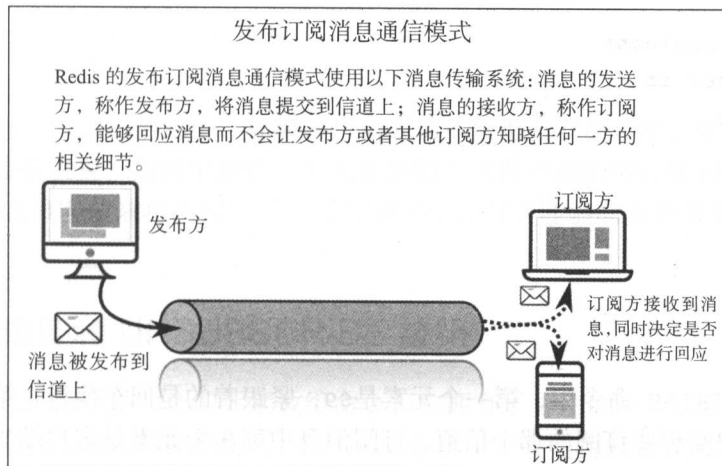 发布订阅消息通信模式
Redis 的发布订阅消息通信模式使用以下消息传输系统：消息的发送
方，称作发布方，将消息提交到信道上；消息的接收方，称作订阅
方，能够回应消息而不会让发布方或者其他订阅方知晓任何一方的
相关细节。
发布方
订阅方
消息被发布到
信道上
订阅方接收到消
息，同时决定是否
对消息进行回应
订阅方